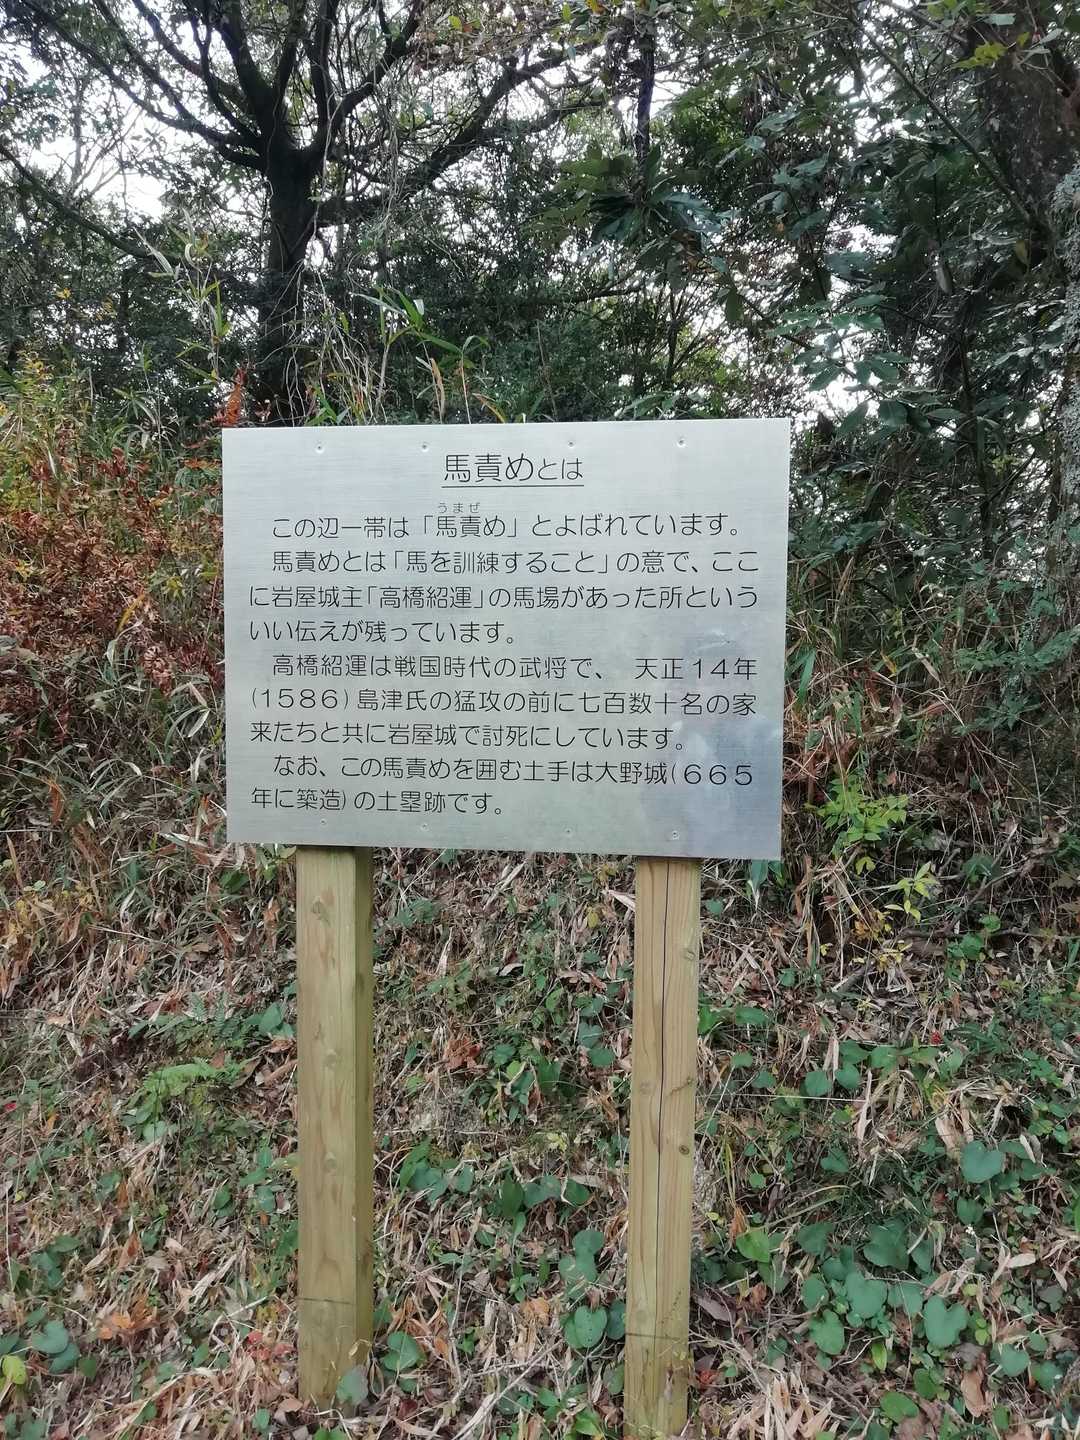 馬責めとは
うまぜ
この辺一帯は「馬責め」とよばれています。
馬責めとは「馬を訓練すること」の意で、ここ
に岩屋城主「高橋紹運」の馬場があった所という
いい伝えが残っています。
高橋紹運は戦国時代の武将で、 天正14年
(1586)島津氏の猛攻の前に七百数十名の家
来たちと共に岩屋城で討死にしています。
なお、この馬責めを囲む土手は大野城(665
年に築造)の土塁跡です。